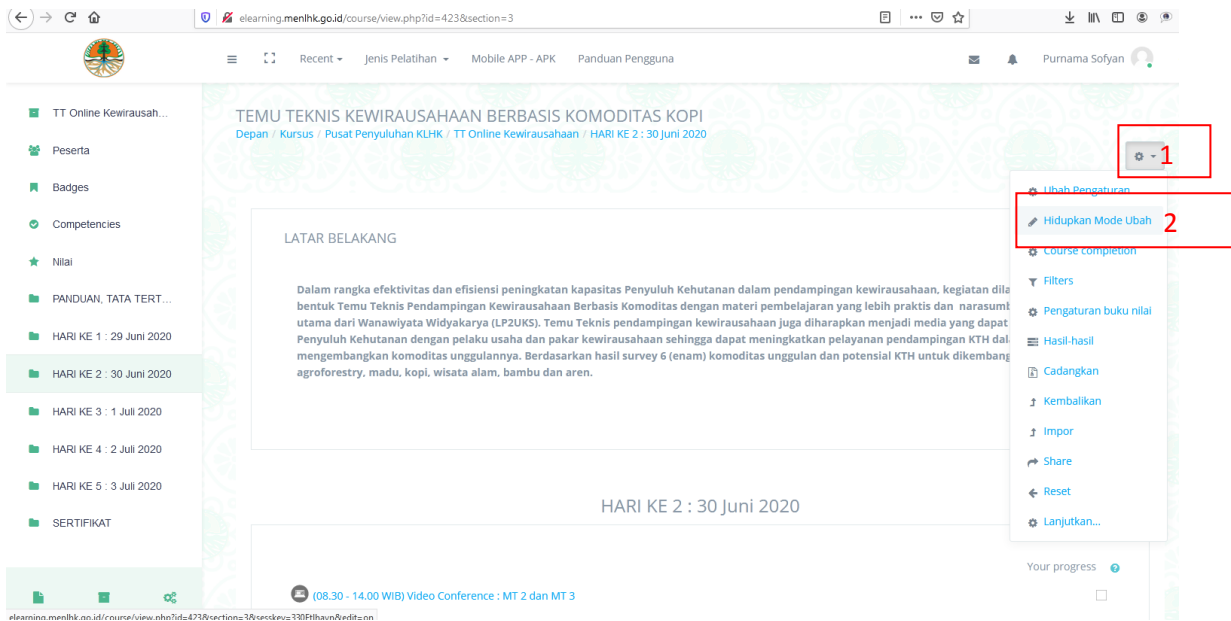 elearning.menlhk.go.id/course/view.php?id=423&section=3
Recent
Jenis Pelatihan
Mobile APP - APK
Panduan Pengguna
Purnama Sofyan
TT Online Kewirausah...
Peserta
Badges
Competencies
Nilai
PANDUAN, TATA TERT...
HARI KE 1 : 29 Juni 2020
HARI KE 2 : 30 Juni 2020
HARI KE 3 : 1 Juli 2020
HARI KE 4 : 2 Juli 2020
HARI KE 5 : 3 Juli 2020
SERTIFIKAT
TEMU TEKNIS KEWIRAUSAHAAN BERBASIS KOMODITAS KOPI
Depan / Kursus / Pusat Penyuluhan KLHK / TT Online Kewirausahaan / HARI KE 2 : 30 Juni 2020
1
Ubah Pengaturan
Hidupkan Mode Ubah
2
Course completion
Filters
Pengaturan buku nilai
Hasil-hasil
Cadangkan
Kembalikan
Impor
Share
Reset
Lanjutkan...
LATAR BELAKANG
Dalam rangka efektivitas dan efisiensi peningkatan kapasitas Penyuluh Kehutanan dalam pendampingan kewirausahaan, kegiatan dila
bentuk Temu Teknis Pendampingan Kewirausahaan Berbasis Komoditas dengan materi pembelajaran yang lebih praktis dan narasumb
utama dari Wanawiyata Widyakarya (LP2UKS). Temu Teknis pendampingan kewirausahaan juga diharapkan menjadi media yang dapat
Penyuluh Kehutanan dengan pelaku usaha dan pakar kewirausahaan sehingga dapat meningkatkan pelayanan pendampingan KTH dal
mengembangkan komoditas unggulannya. Berdasarkan hasil survey 6 (enam) komoditas unggulan dan potensial KTH untuk dikembang
agroforestry, madu, kopi, wisata alam, bambu dan aren.
HARI KE 2 : 30 Juni 2020
Your progress
(08.30 - 14.00 WIB) Video Conference : MT 2 dan MT 3